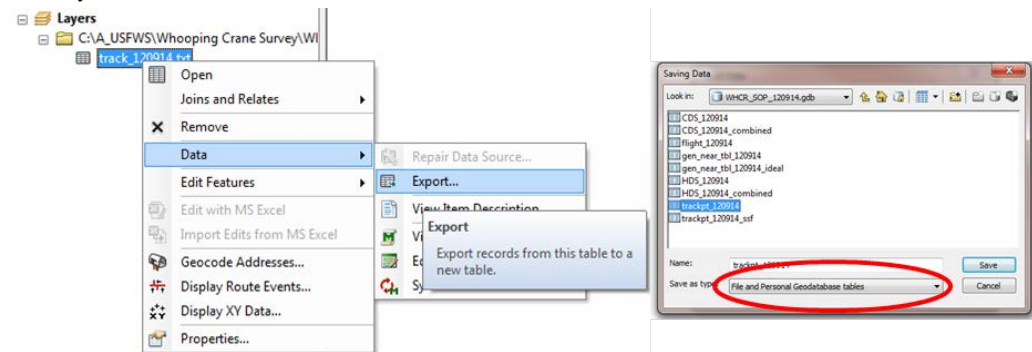 Layers
C:\A_USFWS\Whooping Crane Survey\WI
track_120914.txt
Open
Joins and Relates
Remove
Data
Edit Features
Edit with MS Excel
Import Edits from MS Excel
Geocode Addresses...
Display Route Events...
Display XY Data...
Properties...
Repair Data Source...
Export...
View Item Description
Export
Export records from this table to a
new table.
Saving Data
Look in: WHCR_SOP_120914.gdb
CDS_120914
CDS_120914_combined
flight_120914
gen_near_tbl_120914
gen_near_tbl_120914_ideal
HDS_120914
HDS_120914_combined
trackpt_120914
trackpt_120914_ssf
Name: trackpt_120914 Save
Save as type: File and Personal Geodatabase tables Cancel